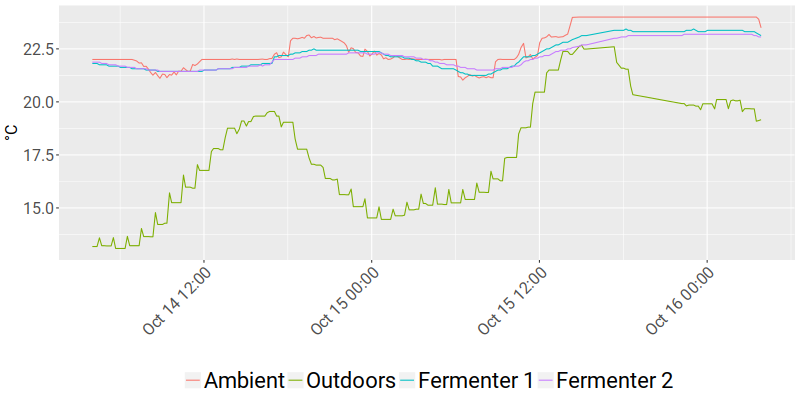 22.5
20.0
17.5
15.0
°C
Oct 14 12:00
Oct 15 00:00
Oct 15 12:00
Oct 16 00:00
Ambient Outdoors Fermenter 1 Fermenter 2